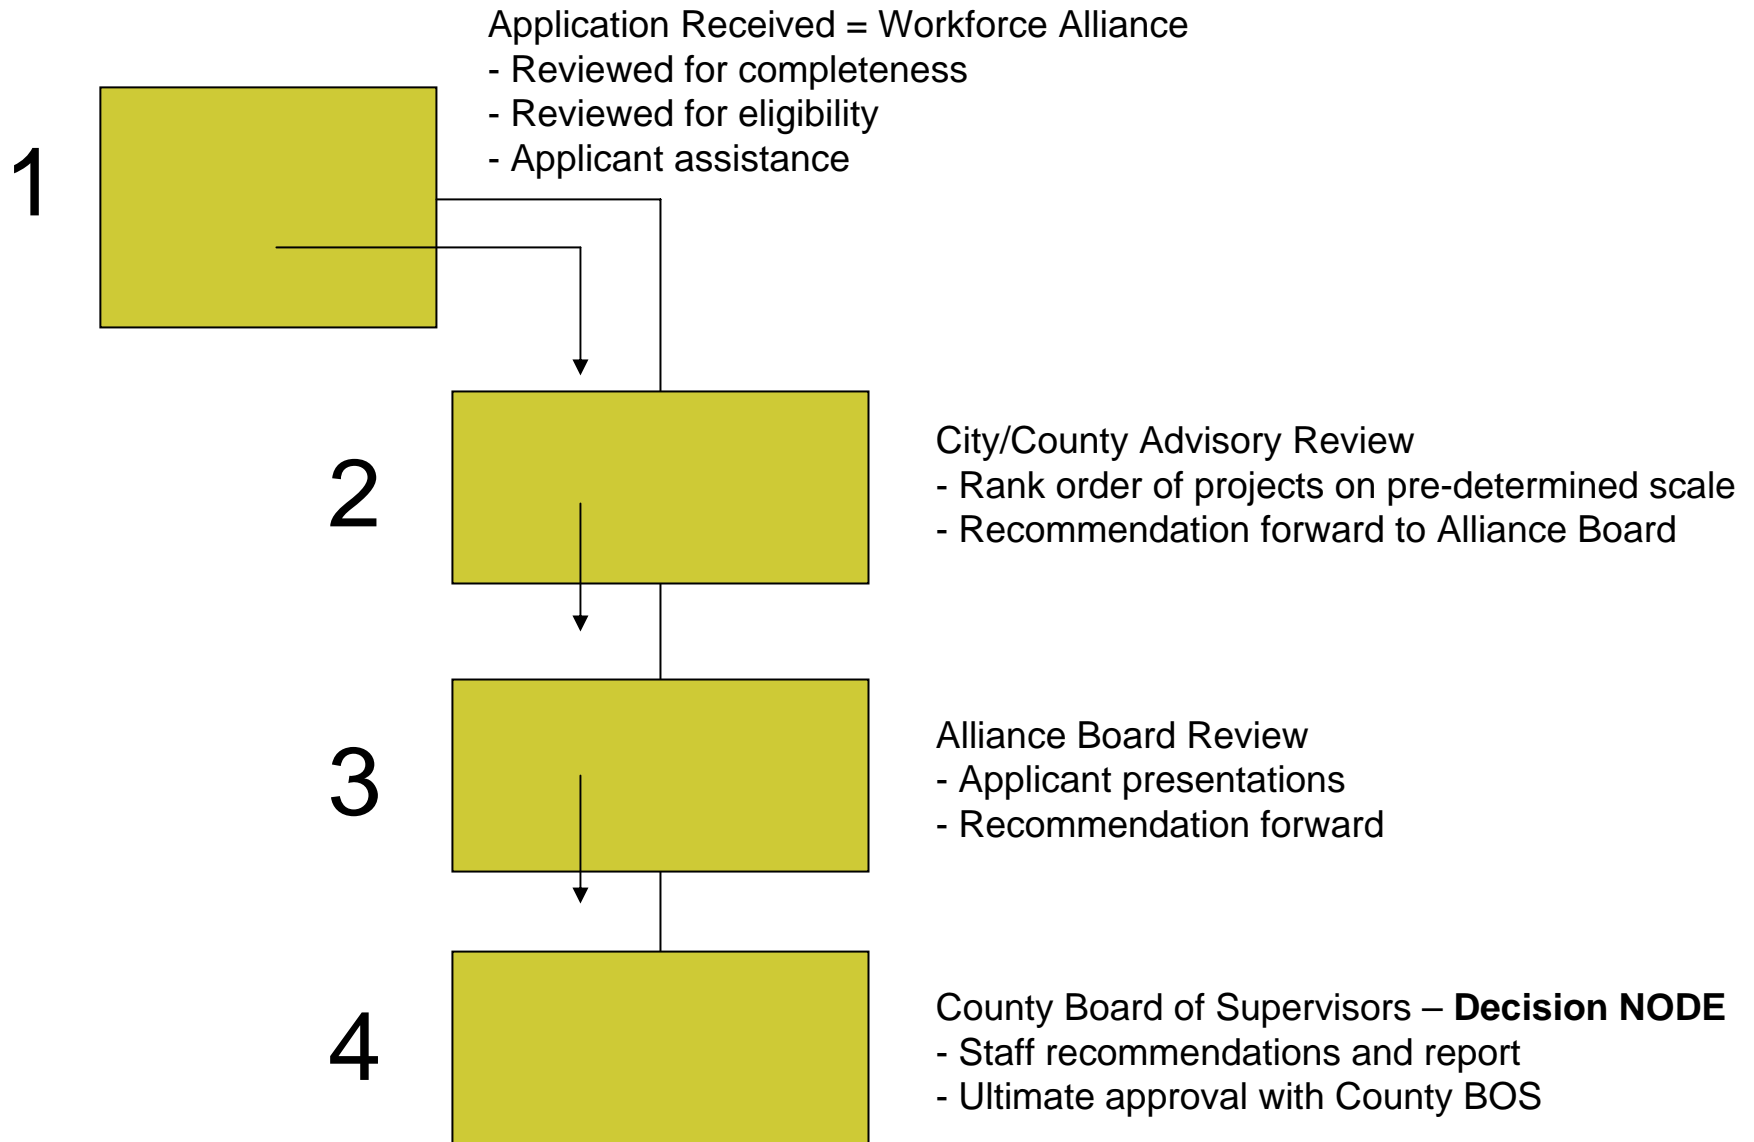 Application Received = Workforce Alliance
- Reviewed for completeness
- Reviewed for eligibility
- Applicant assistance
1
2
City/County Advisory Review
- Rank order of projects on pre-determined scale
- Recommendation forward to Alliance Board
3
Alliance Board Review
- Applicant presentations
- Recommendation forward
4
County Board of Supervisors – Decision NODE
- Staff recommendations and report
- Ultimate approval with County BOS